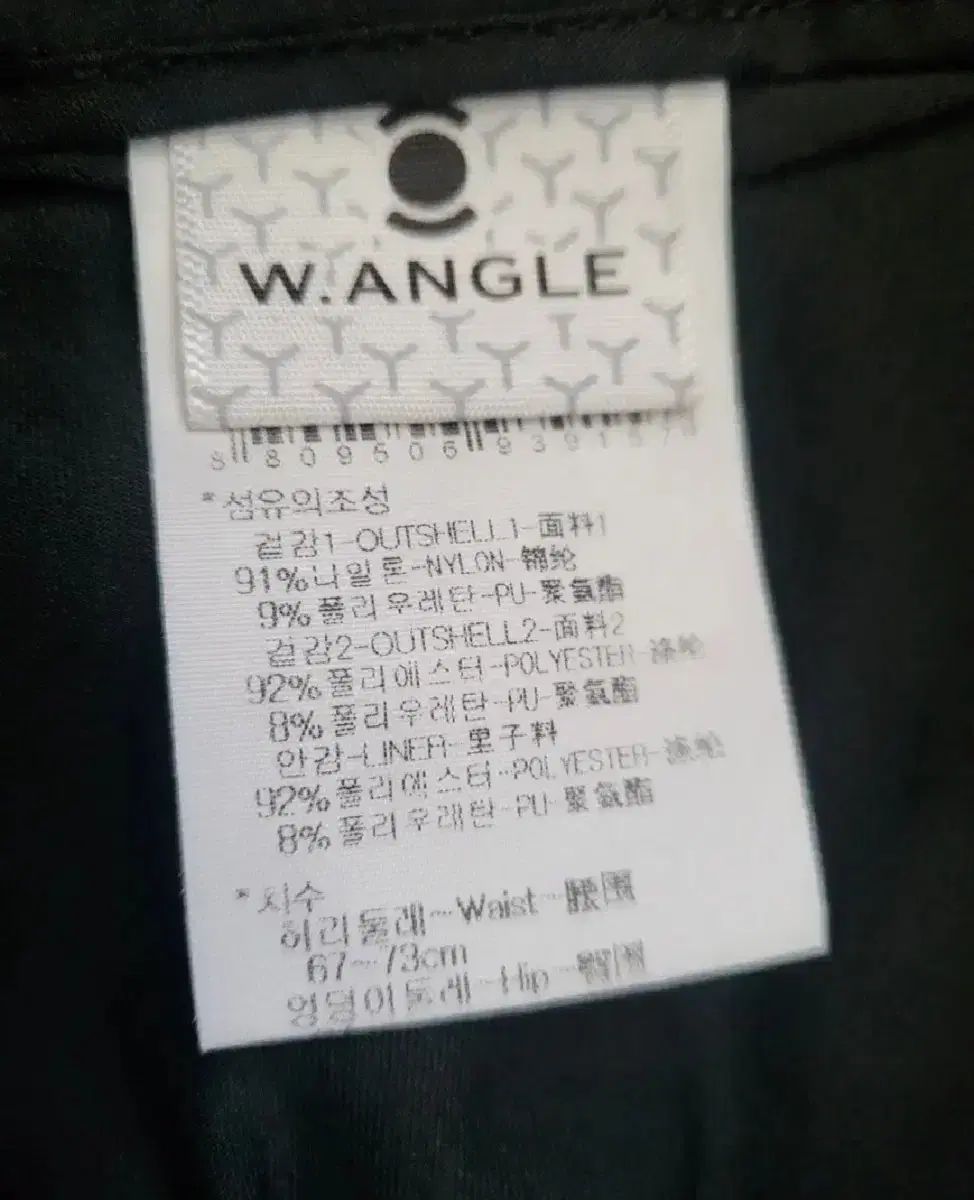 W.ANGLE
*섬유의조성
겉감1-OUTSHELL1-面料1
91%나일론-NYLON-锦纶
9%폴리우레탄-PU-聚氨酯
겉감2-OUTSHELL2-面料2
92%폴리에스터-POLYESTER-涤纶
8%폴리우레탄-PU-聚氨酯
안감-LINER-里子料
92%폴리에스터-POLYESTER-涤纶
8%폴리우레탄-PU-聚氨酯
*치수
허리둘레-Waist-腰围
67~73cm
엉덩이둘레-Hip-臀围